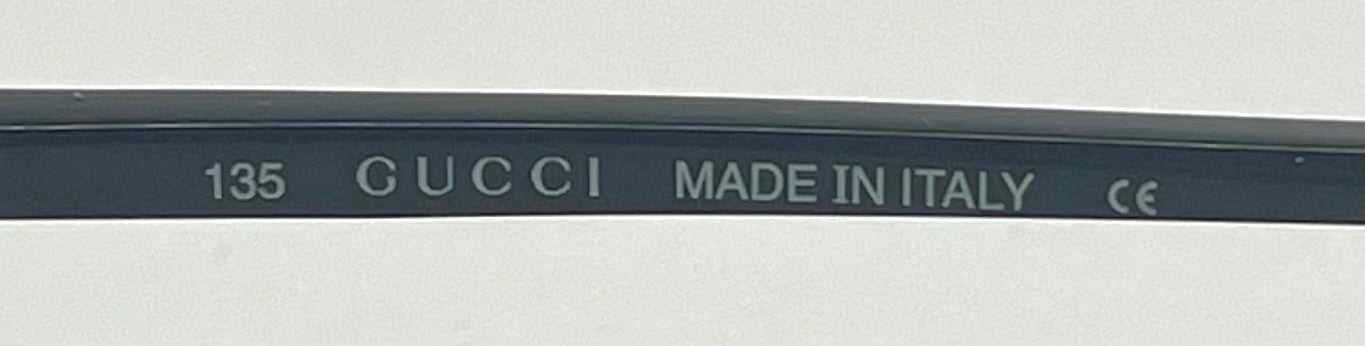 135 GUCCI MADE IN ITALY CE